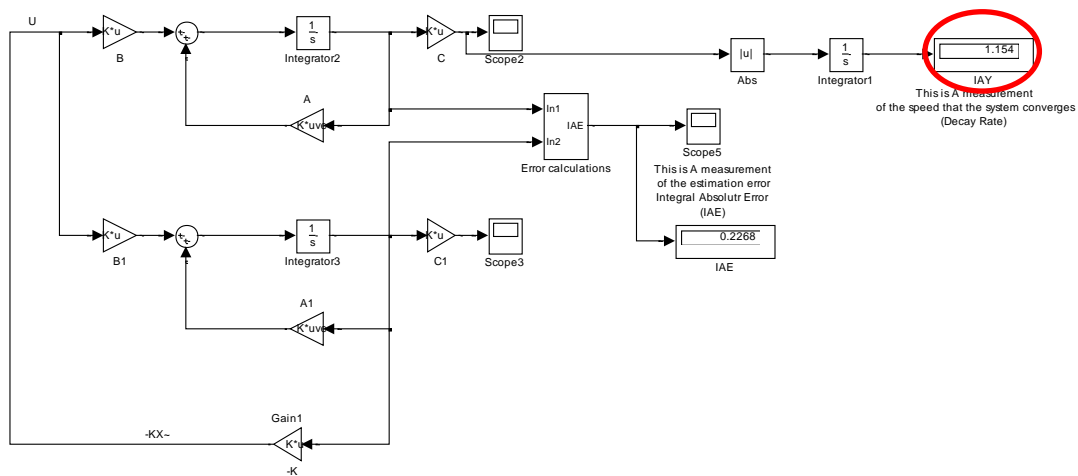 U
K*u
B
1
s
Integrator2
K*u
C
Scope2
|u|
Abs
1
s
Integrator1
1.154
IAY
This is A measurement
of the speed that the system converges
(Decay Rate)
A
K*uve
In1
In2
IAE
Error calculations
Scope5
This is A measurement
of the estimation error
Integral Absolutr Error
(IAE)
0.2268
IAE
K*u
B1
1
s
Integrator3
K*u
C1
Scope3
A1
K*uve
Gain1
K*u
-KX~
-K